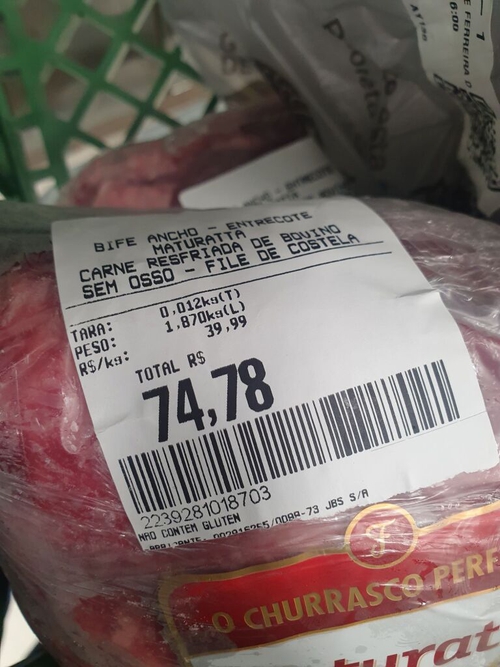 BIFE ANCHO - ENTRECOTE
MATURATTA
CARNE RESFRIADA DE BOVINO
SEM OSSO - FILE DE COSTELA
TARA: 0,012kg(T)
PESO: 1,870kg(L)
R$/kg: 39,99
TOTAL R$
74,78
2239281018703
NAO CONTEM GLUTEN
JBS S/A
O CHURRASCO PERF
turat